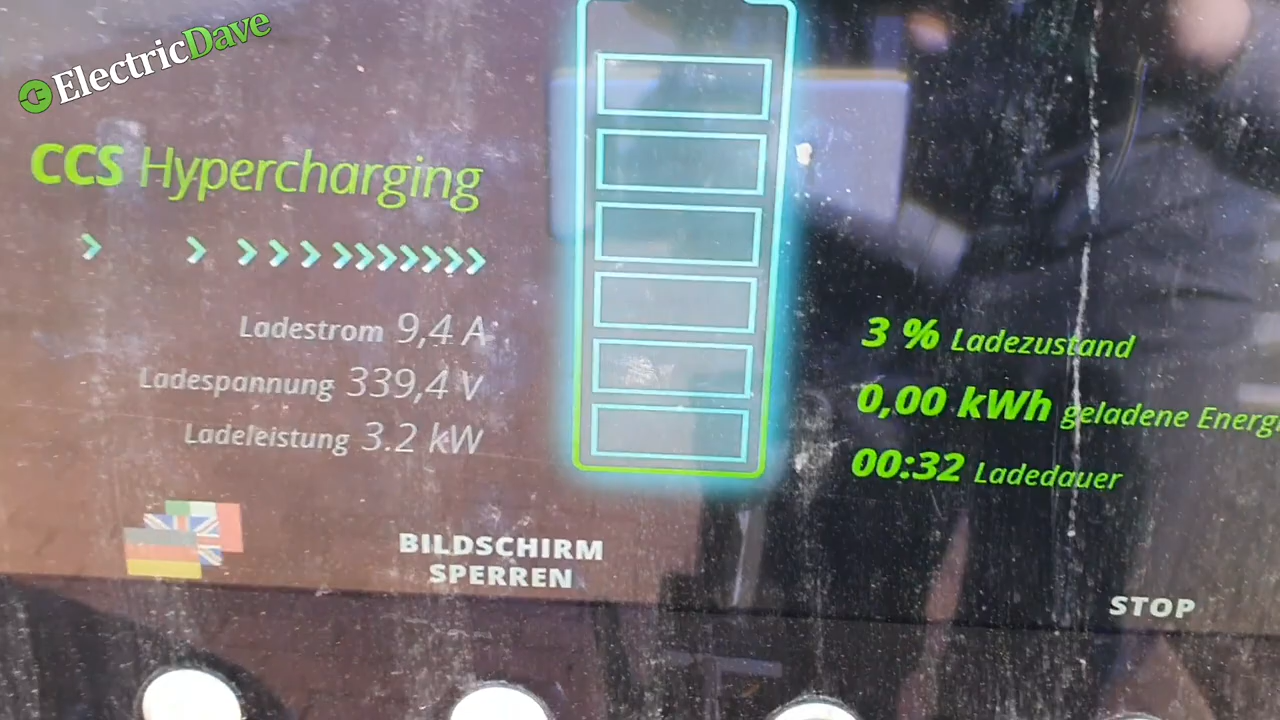 ElectricDave
CCS Hypercharging
Ladestrom 9,4 A
Ladespannung 339,4 V
Ladeleistung 3.2 kW
3 % Ladezustand
0,00 kWh geladene Energi
00:32 Ladedauer
BILDSCHIRM
SPERREN
STOP